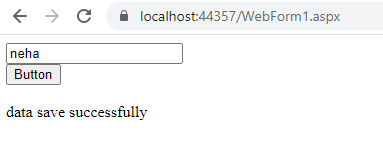 localhost:44357/WebForm1.aspx
neha
Button
data save successfully